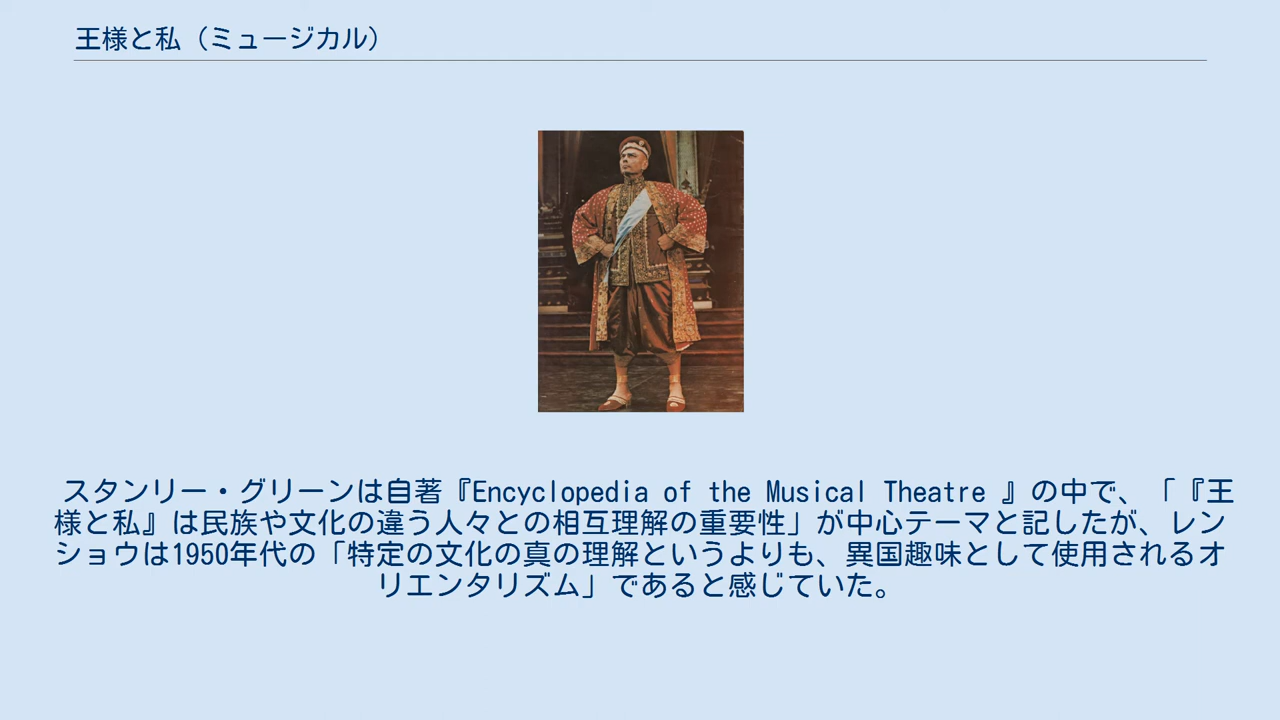 王様と私（ミュージカル）
スタンリー・グリーンは自著『Encyclopedia of the Musical Theatre 』の中で、「『王
様と私』は民族や文化の違う人々との相互理解の重要性」が中心テーマと記したが、レン
ショウは1950年代の「特定の文化の真の理解というよりも、異国趣味として使用されるオ
リエンタリズム」であると感じていた。